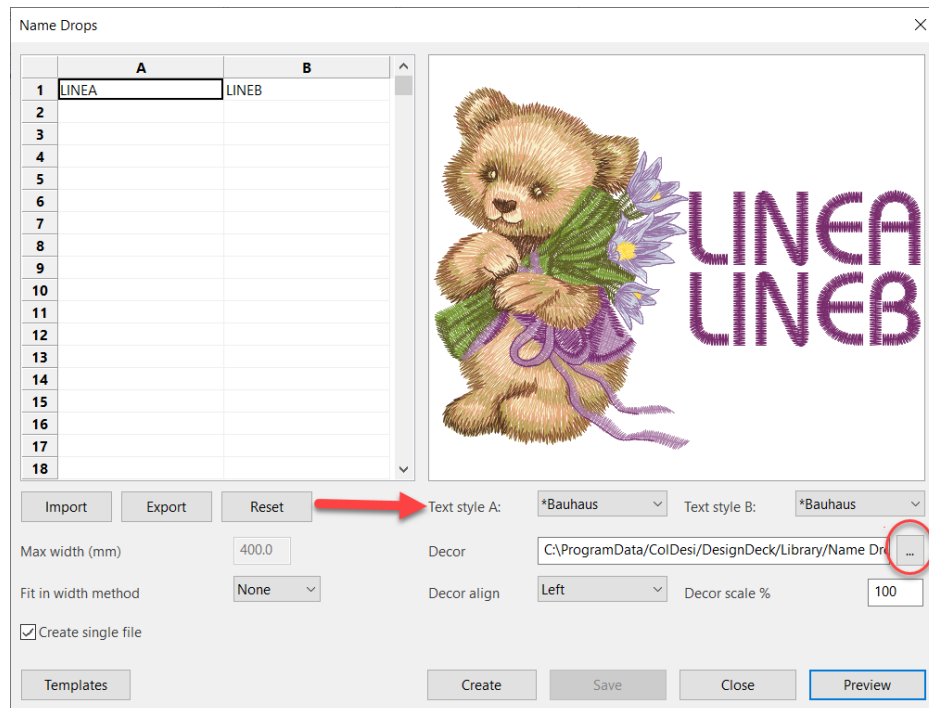 Name Drops
A B
1 LINEA LINEB
2
3
4
5
6
7
8
9
10
11
12
13
14
15
16
17
18
LINEA
LINEB
Import Export Reset Text style A: *Bauhaus Text style B: *Bauhaus
Max width (mm) 400.0 Decor C:\ProgramData/ColDesi/DesignDeck/Library/Name Dr ...
Fit in width method None Decor align Left Decor scale % 100
Create single file
Templates Create Save Close Preview